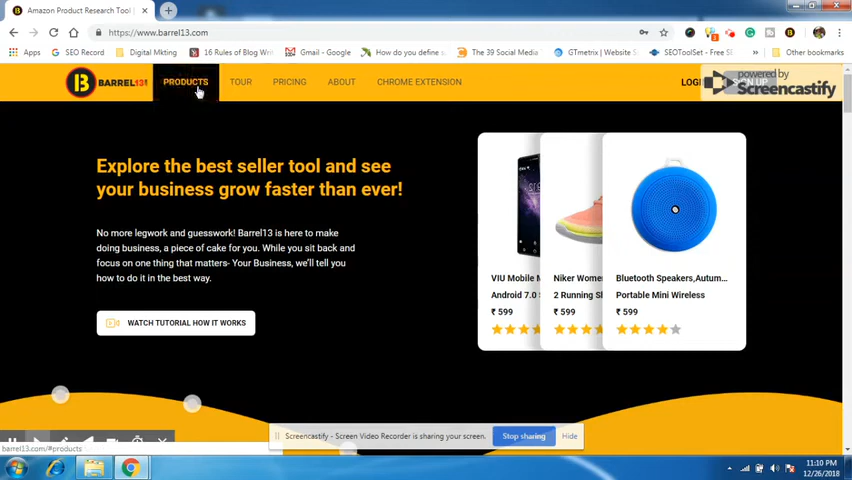 Amazon Product Research Tool |
https://www.barrel13.com
Apps SEO Record Digital Mkting 16 Rules of Blog Writ Gmail - Google How do you define The 39 Social Media GTmetrix | Website S SEOToolSet - Free Other bookmarks
BARREL13 PRODUCTS TOUR PRICING ABOUT CHROME EXTENSION SIGN UP
powered by
Screencastify
Explore the best seller tool and see
your business grow faster than ever!
No more legwork and guesswork! Barrel13 is here to make
doing business, a piece of cake for you. While you sit back and
focus on one thing that matters- Your Business, we'll tell you
how to do it in the best way.
WATCH TUTORIAL HOW IT WORKS
VIU Mobile
Android 7.0
₹ 599
Niker Wome
2 Running
₹ 599
Bluetooth Speakers,Autum...
Portable Mini Wireless
₹ 599
Screencastify - Screen Video Recorder is sharing your screen. Stop sharing Hide
barrel13.com/#products
11:10 PM
12/26/2018